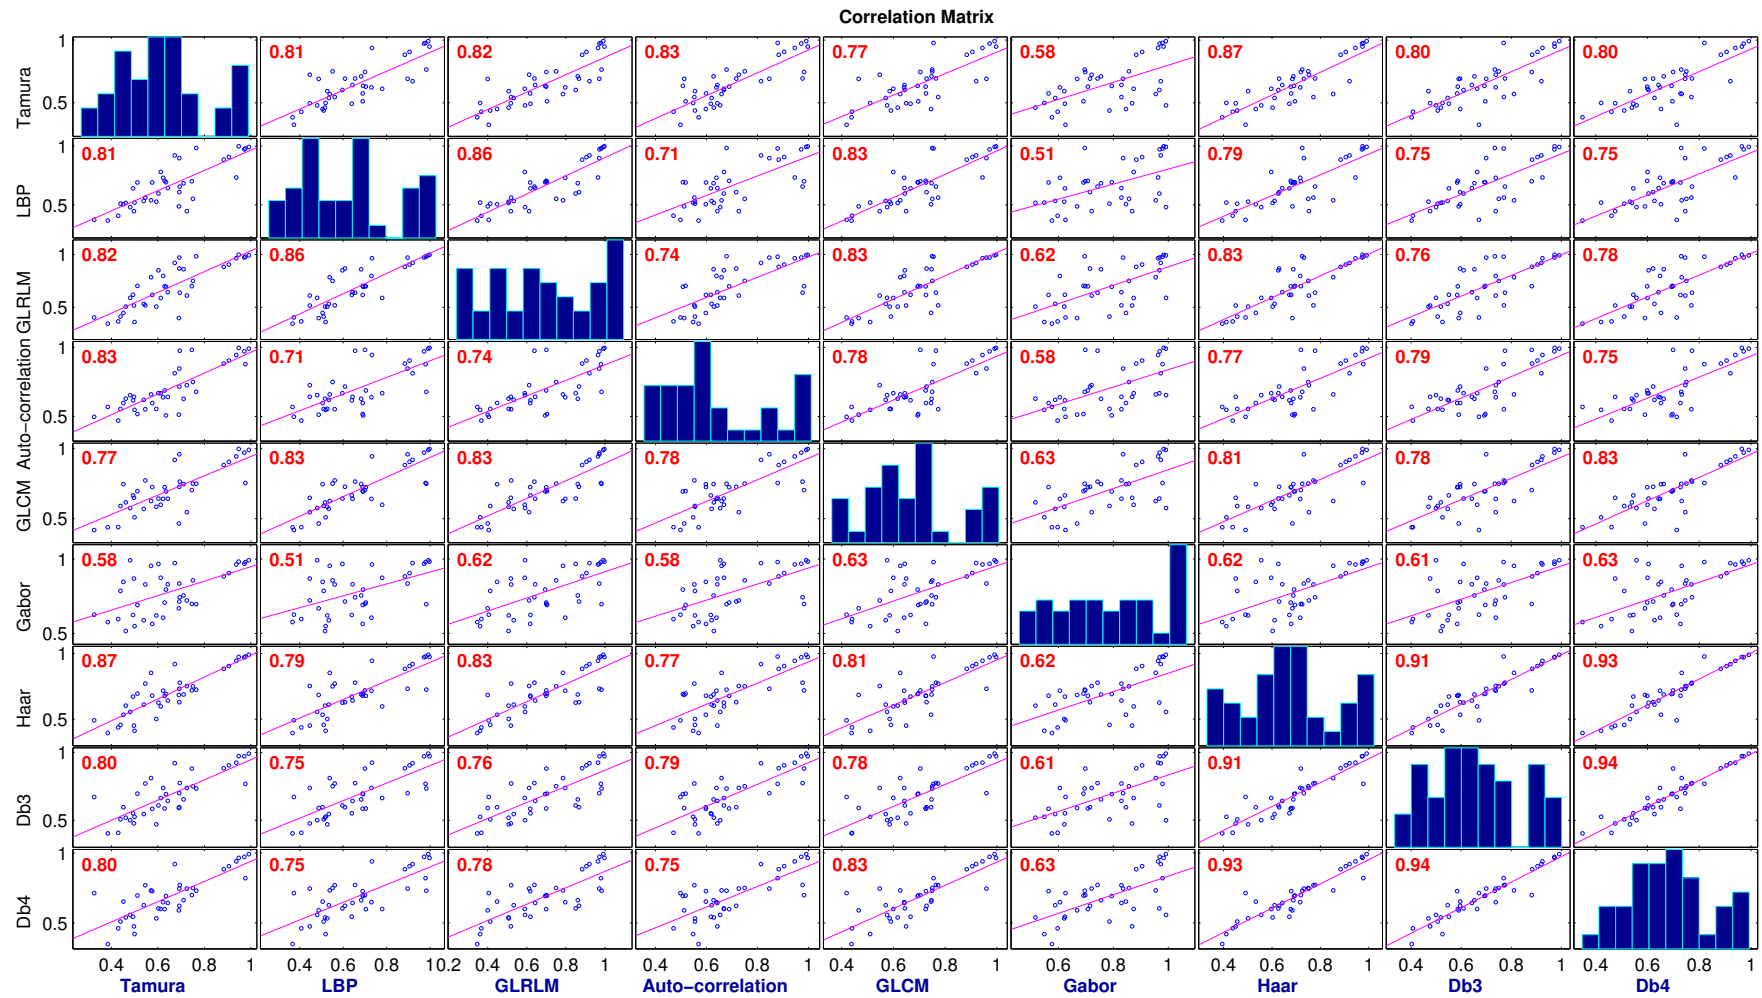 Correlation Matrix
Tamura 1 0.5 0.81 0.82 0.83 0.77 0.58 0.87 0.80 0.80
LBP 1 0.5 0.81 0.86 0.71 0.83 0.51 0.79 0.75 0.75
GLRLM 1 0.5 0.82 0.86 0.74 0.83 0.62 0.83 0.76 0.78
Auto-correlation 1 0.5 0.83 0.71 0.74 0.78 0.58 0.77 0.79 0.75
GLCM 1 0.5 0.77 0.83 0.83 0.78 0.63 0.81 0.78 0.83
Gabor 1 0.5 0.58 0.51 0.62 0.58 0.63 0.62 0.61 0.63
Haar 1 0.5 0.87 0.79 0.83 0.77 0.81 0.62 0.91 0.93
Db3 1 0.5 0.80 0.75 0.76 0.79 0.78 0.61 0.91 0.94
Db4 1 0.5 0.80 0.75 0.78 0.75 0.83 0.63 0.93 0.94
0.4 0.6 0.8 1 0.4 0.6 0.8 1 0.2 0.4 0.6 0.8 1 0.4 0.6 0.8 1 0.4 0.6 0.8 1 0.6 0.8 1 0.4 0.6 0.8 1 0.4 0.6 0.8 1 0.4 0.6 0.8 1
Tamura LBP GLRLM Auto-correlation GLCM Gabor Haar Db3 Db4